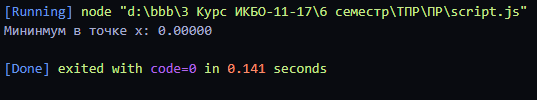 [Running] node "d:\bbb\3 Курс ИКБО-11-17\6 семестр\ТПР\ПР\script.js"
Мининмум в точке x: 0.00000
[Done] exited with code=0 in 0.141 seconds